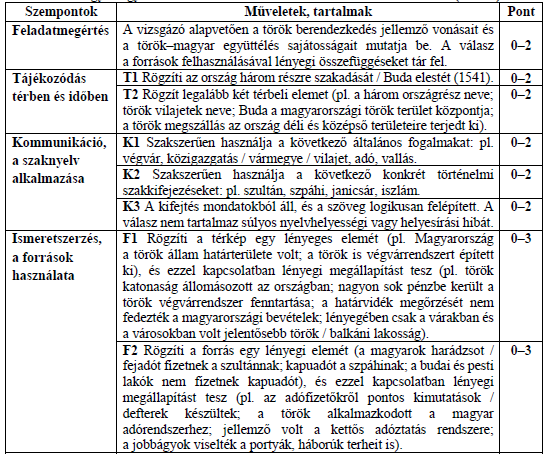 Szempontok Műveletek, tartalmak Pont
Feladatmegértés A vizsgázó alapvetően a török berendezkedés jellemző vonásait és 0–2
a török–magyar együttélés sajátosságait mutatja be. A válasz
a források felhasználásával lényegi összefüggéseket tár fel.
Tájékozódás térben és időben T1 Rögzíti az ország három részre szakadását / Buda elestét (1541). 0–2
T2 Rögzít legalább két térbeli elemet (pl. a három országrész neve; 0–2
török vilajetek neve; Buda a magyarországi török terület központja;
a török megszállás az ország déli és középső területeire terjedt ki).
Kommunikáció, a szaknyelv alkalmazása K1 Szakszerűen használja a következő általános fogalmakat: pl. 0–2
végvár, közigazgatás / vármegye / vilajet, adó, vallás.
K2 Szakszerűen használja a következő konkrét történelmi 0–2
szakkifejezéseket: pl. szultán, szpáhi, janicsár, iszlám.
K3 A kifejtés mondatokból áll, és a szöveg logikusan felépített. A 0–2
válasz nem tartalmaz súlyos nyelvhelyességi vagy helyesírási hibát.
Ismeretszerzés, a források használata F1 Rögzíti a térkép egy lényeges elemét (pl. Magyarország 0–3
a török állam határterülete volt; a török is végvárrendszert épített
ki), és ezzel kapcsolatban lényegi megállapítást tesz (pl. török
katonaság állomásozott az országban; nagyon sok pénzbe került a
török végvárrendszer fenntartása; a határvidék megőrzését nem
fedezték a magyarországi bevételek; lényegében csak a várakban és
a városokban volt jelentősebb török / balkáni lakosság).
F2 Rögzíti a forrás egy lényegi elemét (a magyarok harádzsot / 0–3
fejadót fizetnek a szultánnak; kapuadót a szpáhinak; a budai és pesti
lakók nem fizetnek kapuadót), és ezzel kapcsolatban lényegi
megállapítást tesz (pl. az adófizetőkről pontos kimutatások /
defterek készültek; a török alkalmazkodott a magyar
adórendszerhez; jellemző volt a kettős adóztatás rendszere;
a jobbágyok viselték a portyák, háborúk terheit is).